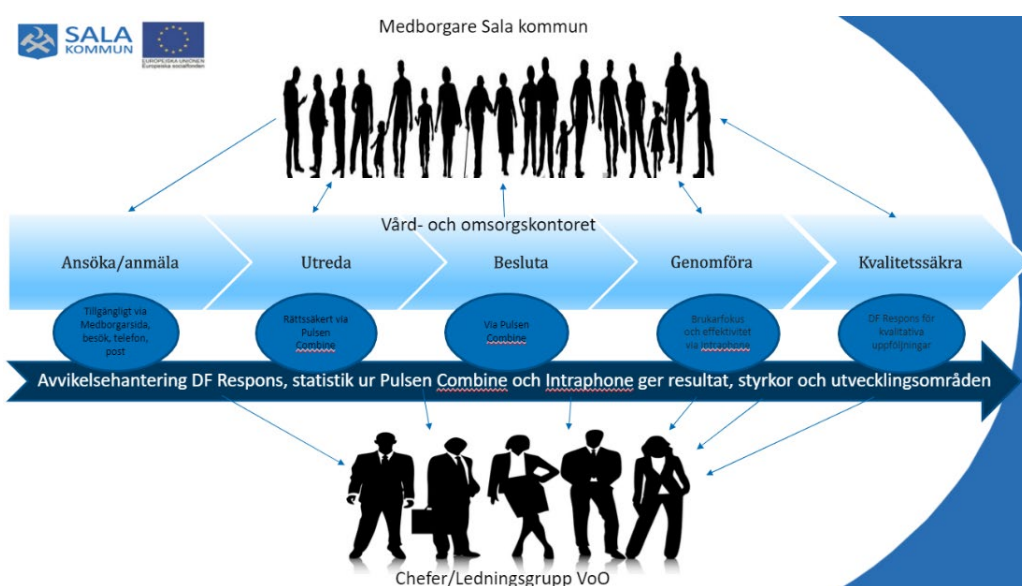 SALA
KOMMUN
EUROPEISKA UNIONEN
Europeiska socialfonden
Medborgare Sala kommun
Vård- och omsorgskontoret
Ansöka/anmäla
Utreda
Besluta
Genomföra
Kvalitetssäkra
Tillgängligt via
Medborgarsida,
besök, telefon,
post
Rättssäkert via
Pulsen
Combine
Via Pulsen
Combine
Brukarfokus
och effektivitet
via Intraphone
DF Respons för
kvalitativa
uppföljningar
Avvikelsehantering DF Respons, statistik ur Pulsen Combine och Intraphone ger resultat, styrkor och utvecklingsområden
Chefer/Ledningsgrupp VoO